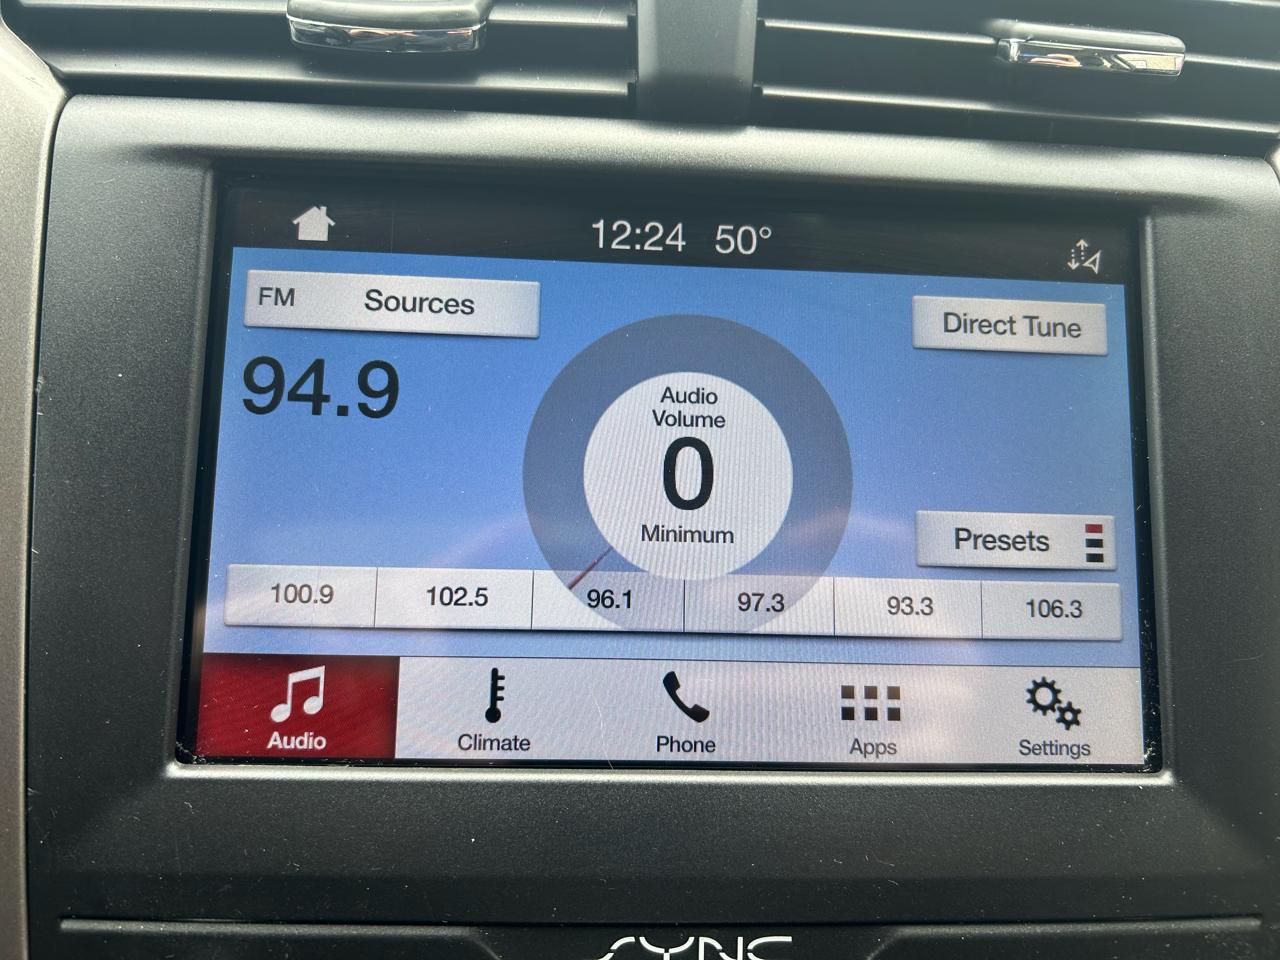 12:24 50°
FM Sources
Direct Tune
94.9
Audio
Volume
0
Minimum
Presets
100.9 102.5 96.1 97.3 93.3 106.3
Audio Climate Phone Apps Settings
SYNC